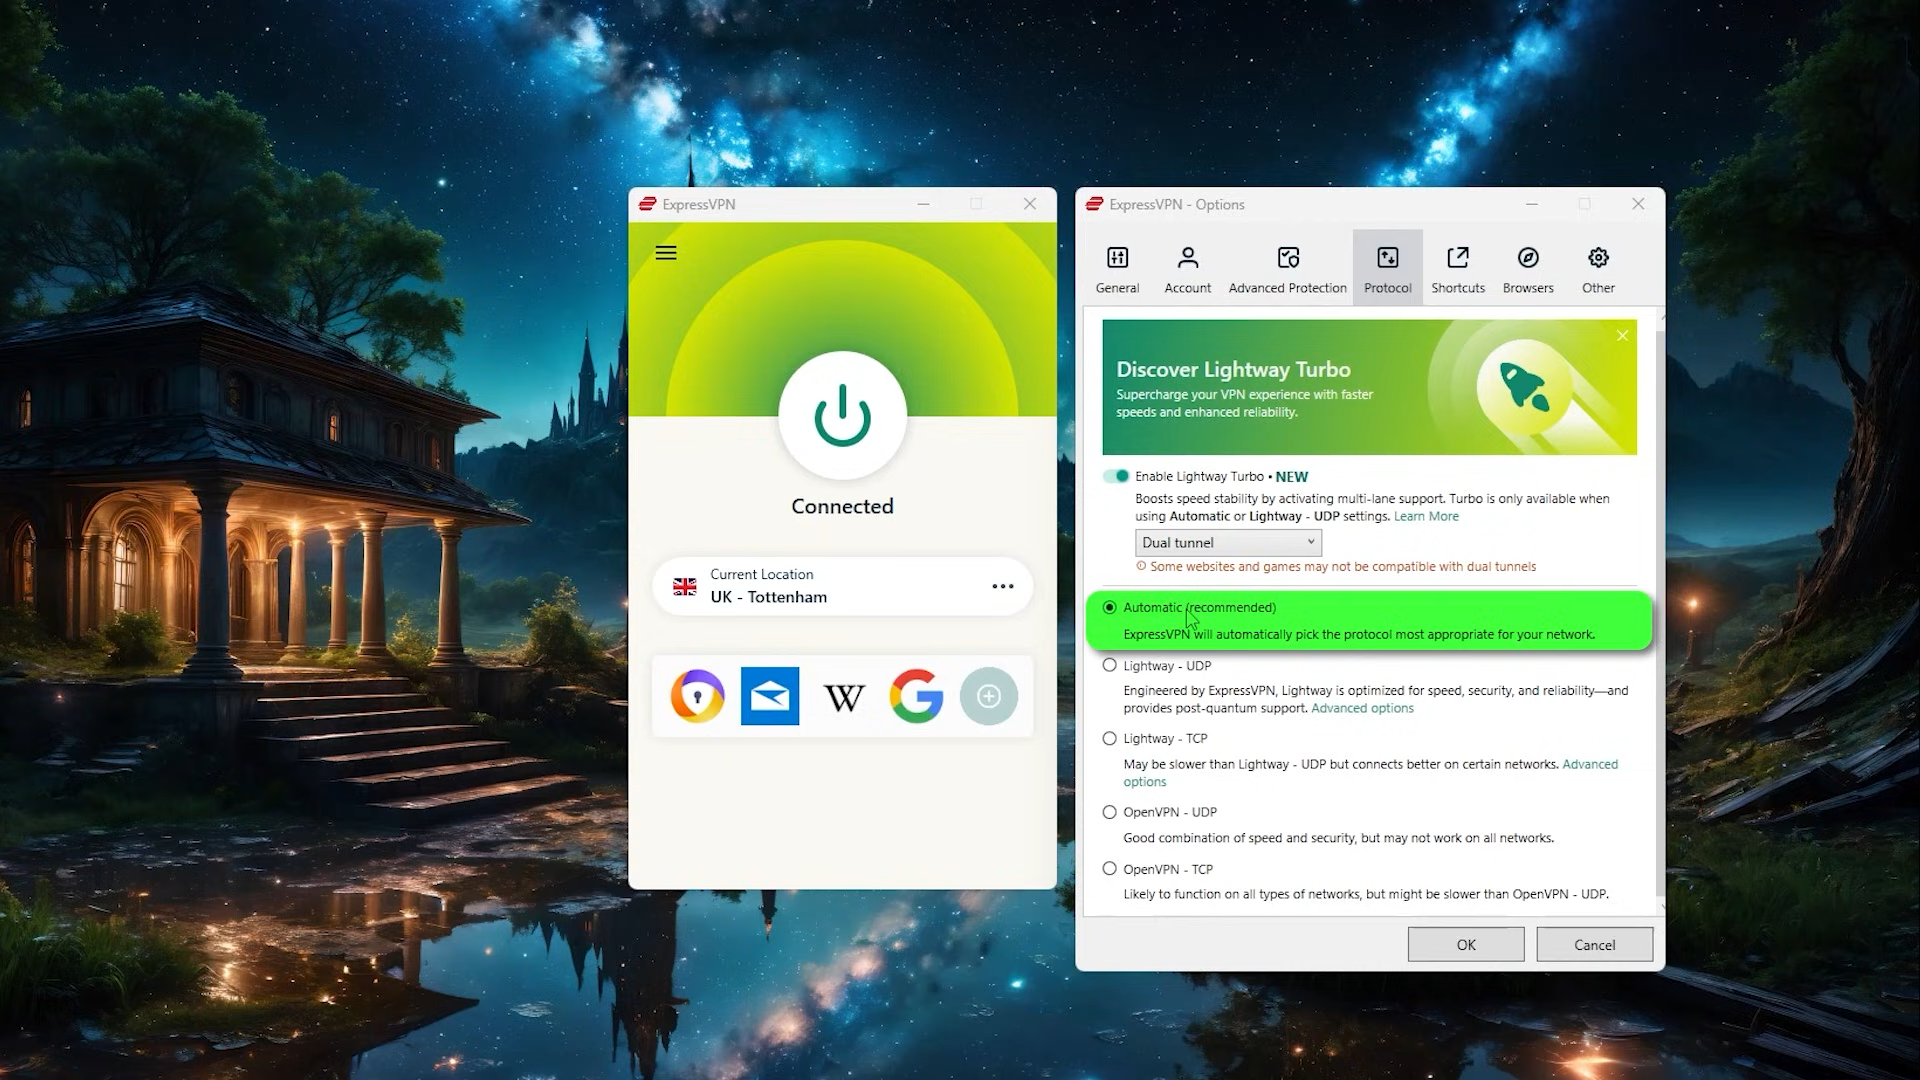 ExpressVPN
Connected
Current Location
UK - Tottenham
W
G
ExpressVPN - Options
General
Account
Advanced Protection
Protocol
Shortcuts
Browsers
Other
Discover Lightway Turbo
Supercharge your VPN experience with faster
speeds and enhanced reliability.
Enable Lightway Turbo • NEW
Boosts speed stability by activating multi-lane support. Turbo is only available when
using Automatic or Lightway - UDP settings. Learn More
Dual tunnel
Some websites and games may not be compatible with dual tunnels
Automatic (recommended)
ExpressVPN will automatically pick the protocol most appropriate for your network.
Lightway - UDP
Engineered by ExpressVPN, Lightway is optimized for speed, security, and reliability—and
provides post-quantum support. Advanced options
Lightway - TCP
May be slower than Lightway - UDP but connects better on certain networks. Advanced
options
OpenVPN - UDP
Good combination of speed and security, but may not work on all networks.
OpenVPN - TCP
Likely to function on all types of networks, but might be slower than OpenVPN - UDP.
OK
Cancel